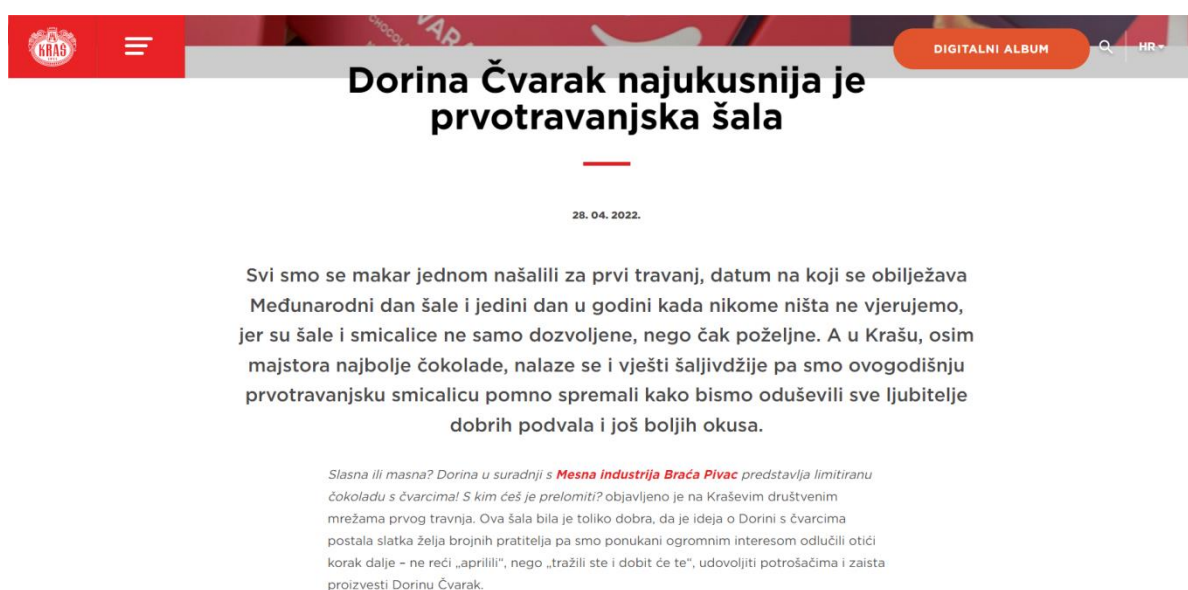 KRAŠ
DIGITALNI ALBUM
HR
Dorina Čvarak najukusnija je
prvotravanjska šala
28. 04. 2022.
Svi smo se makar jednom našalili za prvi travanj, datum na koji se obilježava
Međunarodni dan šale i jedini dan u godini kada nikome ništa ne vjerujemo,
jer su šale i smicalice ne samo dozvoljene, nego čak poželjne. A u Krašu, osim
majstora najbolje čokolade, nalaze se i vješti šaljivdžije pa smo ovogodišnju
prvotravanjsku smicalicu pomno spremali kako bismo oduševili sve ljubitelje
dobrih podvala i još boljih okusa.
Slasna ili masna? Dorina u suradnji s Mesna industrija Braća Pivac predstavlja limitiranu
čokoladu s čvarcima! S kim ćeš je prelomiti? objavljeno je na Kraševim društvenim
mrežama prvog travnja. Ova šala bila je toliko dobra, da je ideja o Dorini s čvarcima
postala slatka želja brojnih pratitelja pa smo ponukani ogromnim interesom odlučili otići
korak dalje – ne reći „aprilili“, nego „tražili ste i dobit će te“, udovoljiti potrošačima i zaista
proizvesti Dorinu Čvarak.